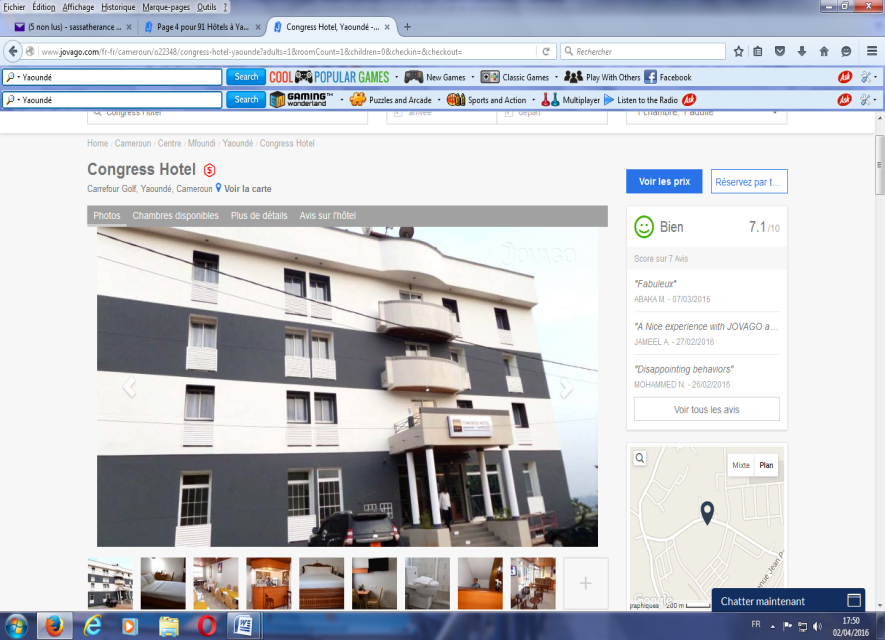 Fichier Édition Affichage Historique Marque-pages Outils ?
(5 non lus) - sassatherance ... × Page 4 pour 91 Hôtels à Ya... × Congress Hotel, Yaoundé -... × +
www.jovago.com/fr-fr/cameroun/o22348/congress-hotel-yaounde?adults=1&roomCount=1&children=0&checkin=&checkout=
Rechercher
Yaoundé Search COOL POPULAR GAMES New Games Classic Games Play With Others Facebook Ask
Yaoundé Search GAMING wonderland Puzzles and Arcade Sports and Action Multiplayer Listen to the Radio Ask Ask
Congress Hotel arrivée départ 1 chambre, 1 adulte
Home / Cameroun / Centre / Mfoundi / Yaoundé / Congress Hotel
Congress Hotel
Carrefour Golf, Yaoundé, Cameroun Voir la carte
Voir les prix Réservez par t...
Photos Chambres disponibles Plus de détails Avis sur l'hôtel
JOVAGO
CONGRESS HOTEL
Bien 7.1/10
Score sur 7 Avis
"Fabuleux"
ABAKA M. - 07/03/2016
"A Nice experience with JOVAGO a...
JAMEEL A. - 27/02/2016
"Disappointing behaviors"
MOHAMMED N. - 26/02/2016
Voir tous les avis
Mixte Plan
Google
graphiques 200 m
Chatter maintenant
FR 17:50
02/04/2016